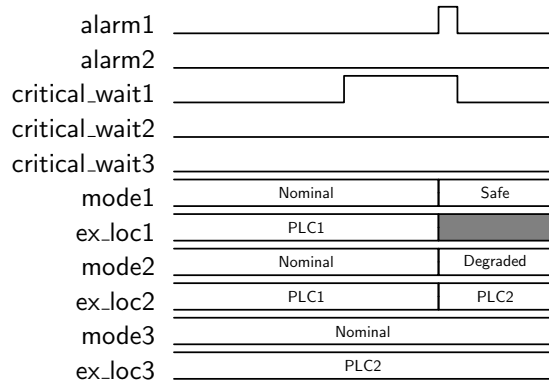 alarm1
alarm2
critical_wait1
critical_wait2
critical_wait3
mode1 Nominal Safe
ex_loc1 PLC1
mode2 Nominal Degraded
ex_loc2 PLC1 PLC2
mode3 Nominal
ex_loc3 PLC2